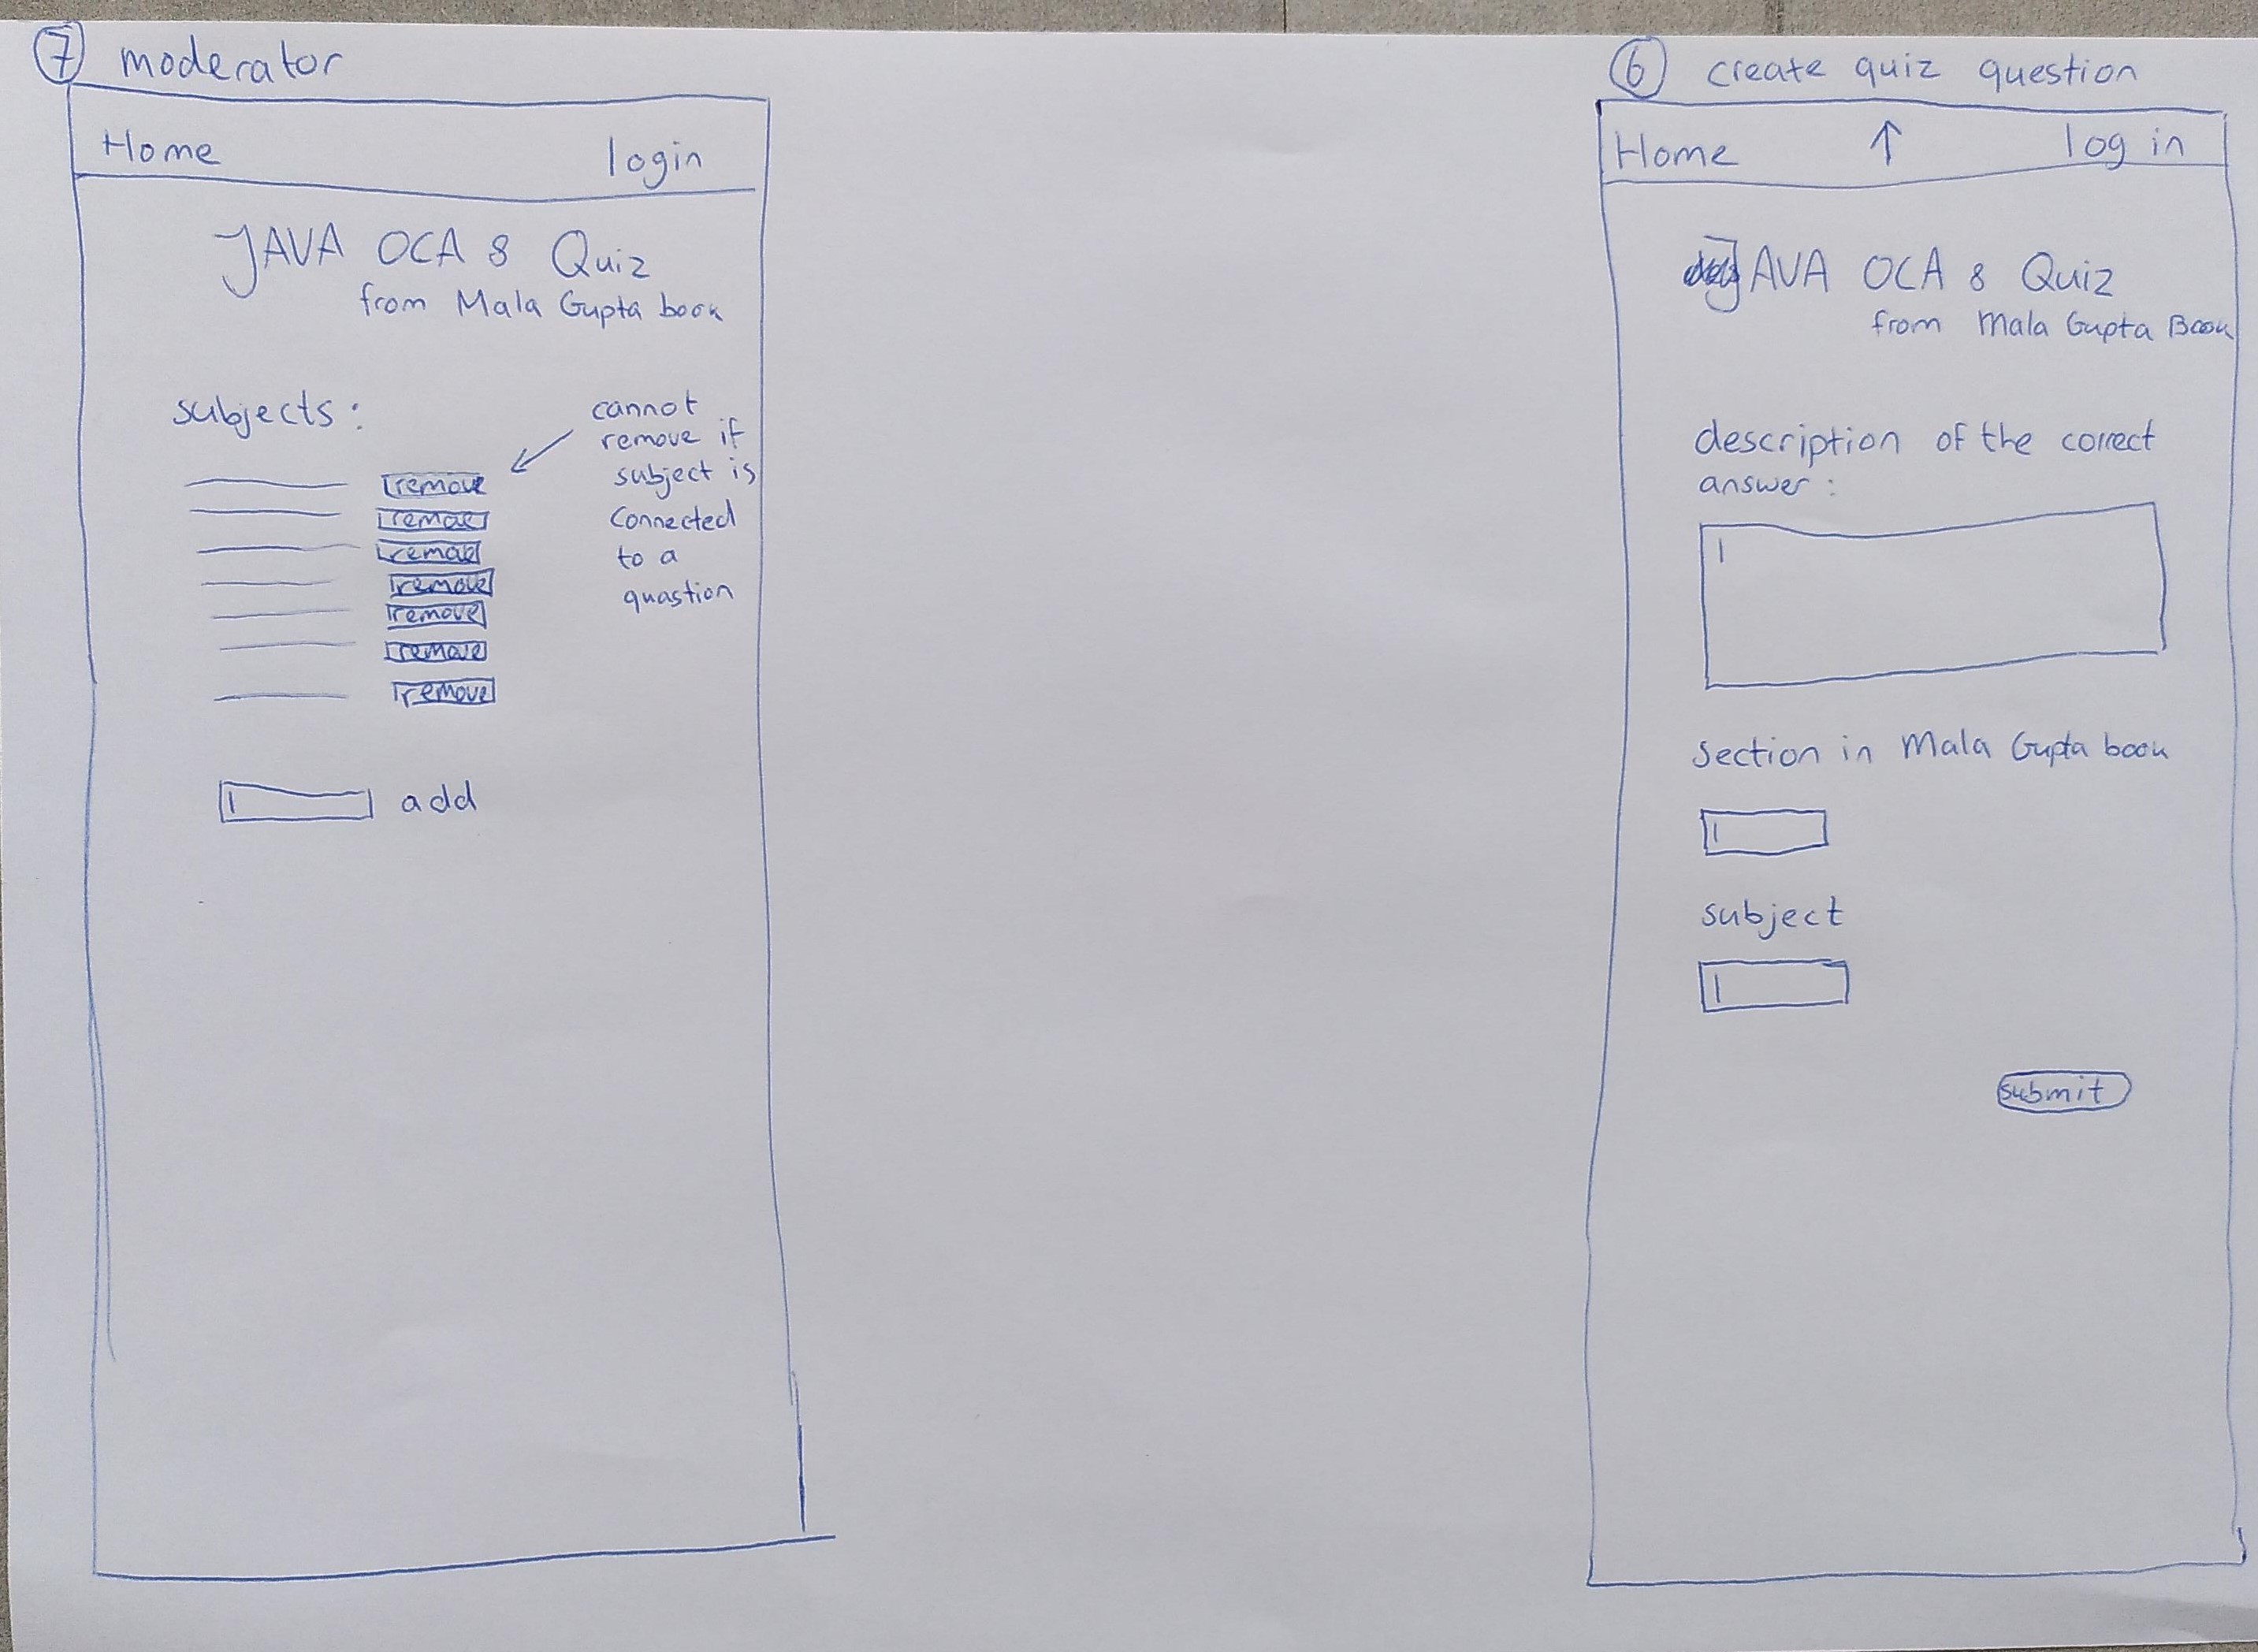 7 moderator
Home login
JAVA OCA 8 Quiz
from Mala Gupta book
subjects:
cannot
remove if
subject is
connected
to a
quastion
remove
remove
remove
remove
remove
remove
remove
add
6 create quiz question
Home ↑ log in
JAVA OCA 8 Quiz
from Mala Gupta Book
description of the correct
answer:
section in Mala Gupta book
subject
submit